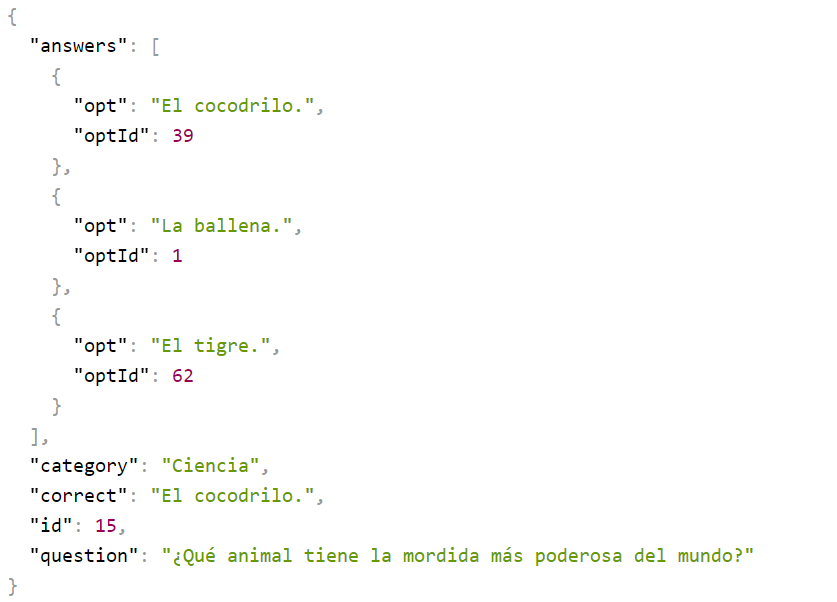 {
  "answers": [
    {
      "opt": "El cocodrilo.",
      "optId": 39
    },
    {
      "opt": "La ballena.",
      "optId": 1
    },
    {
      "opt": "El tigre.",
      "optId": 62
    }
  ],
  "category": "Ciencia",
  "correct": "El cocodrilo.",
  "id": 15,
  "question": "¿Qué animal tiene la mordida más poderosa del mundo?"
}